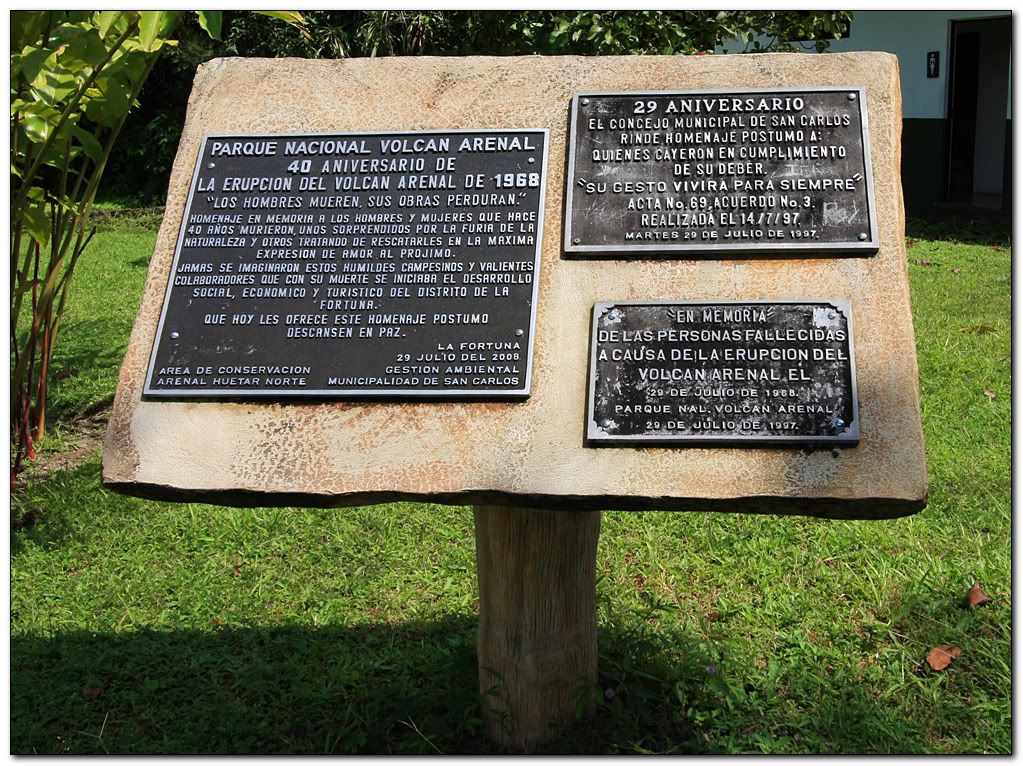 PARQUE NACIONAL VOLCAN ARENAL
40 ANIVERSARIO DE
LA ERUPCION DEL VOLCAN ARENAL DE 1968
"LOS HOMBRES MUEREN, SUS OBRAS PERDURAN."
HOMENAJE EN MEMORIA A LOS HOMBRES Y MUJERES QUE HACE
40 AÑOS MURIERON, UNOS SORPRENDIDOS POR LA FURIA DE LA
NATURALEZA Y OTROS TRATANDO DE RESCATARLES EN LA MAXIMA
EXPRESION DE AMOR AL PROJIMO.
JAMAS SE IMAGINARON ESTOS HUMILDES CAMPESINOS Y VALIENTES
COLABORADORES QUE CON SU MUERTE SE INICIABA EL DESARROLLO
SOCIAL, ECONOMICO Y TURISTICO DEL DISTRITO DE LA
FORTUNA.
QUE HOY LES OFRECE ESTE HOMENAJE POSTUMO
DESCANSEN EN PAZ.
LA FORTUNA
29 JULIO DEL 2008.
AREA DE CONSERVACION
ARENAL HUETAR NORTE
GESTION AMBIENTAL
MUNICIPALIDAD DE SAN CARLOS
29 ANIVERSARIO
EL CONCEJO MUNICIPAL DE SAN CARLOS
RINDE HOMENAJE POSTUMO A:
QUIENES CAYERON EN CUMPLIMIENTO
DE SU DEBER.
"SU GESTO VIVIRA PARA SIEMPRE"
ACTA No. 69, ACUERDO No. 3.
REALIZADA EL 14/7/97.
MARTES 29 DE JULIO DE 1997.
"EN MEMORIA"
DE LAS PERSONAS FALLECIDAS
A CAUSA DE LA ERUPCION DEL
VOLCAN ARENAL EL
29 DE JULIO DE 1968.
PARQUE NAL. VOLCAN ARENAL
29 DE JULIO DE 1997.